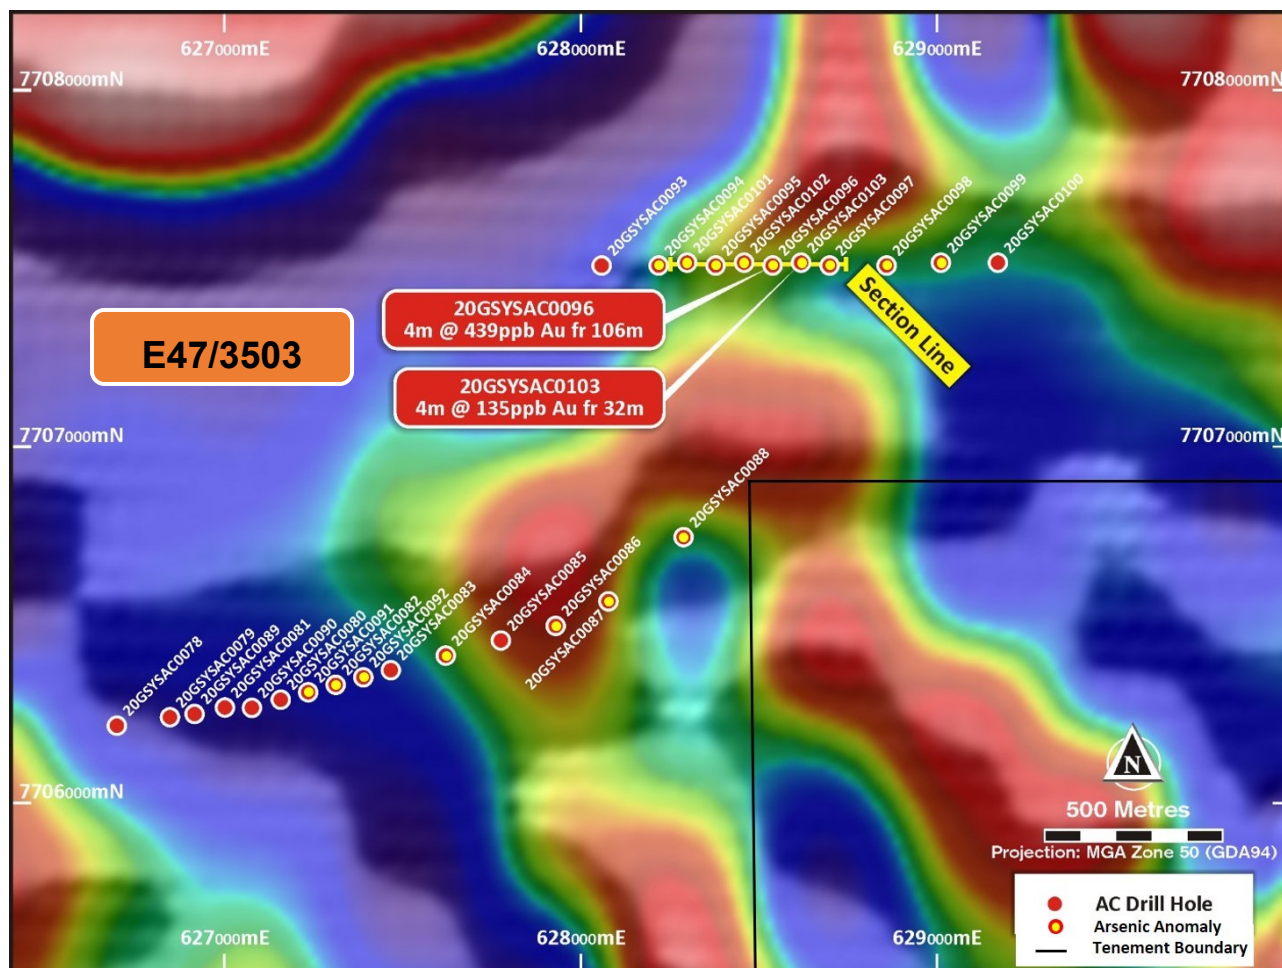 627000mE
628000mE
629000mE
7708000mN
7708000mN
20GSYSAC0093
20GSYSAC0094
20GSYSAC0101
20GSYSAC0095
20GSYSAC0102
20GSYSAC0096
20GSYSAC0103
20GSYSAC0097
20GSYSAC0098
20GSYSAC0099
20GSYSAC0100
20GSYSAC0096
4m @ 439ppb Au fr 106m
Section Line
E47/3503
20GSYSAC0103
4m @ 135ppb Au fr 32m
7707000mN
7707000mN
20GSYSAC0088
20GSYSAC0078
20GSYSAC0079
20GSYSAC0089
20GSYSAC0081
20GSYSAC0090
20GSYSAC0080
20GSYSAC0091
20GSYSAC0082
20GSYSAC0092
20GSYSAC0083
20GSYSAC0084
20GSYSAC0085
20GSYSAC0086
20GSYSAC0087
7706000mN
N
500 Metres
Projection: MGA Zone 50 (GDA94)
AC Drill Hole
Arsenic Anomaly
Tenement Boundary
627000mE
628000mE
629000mE